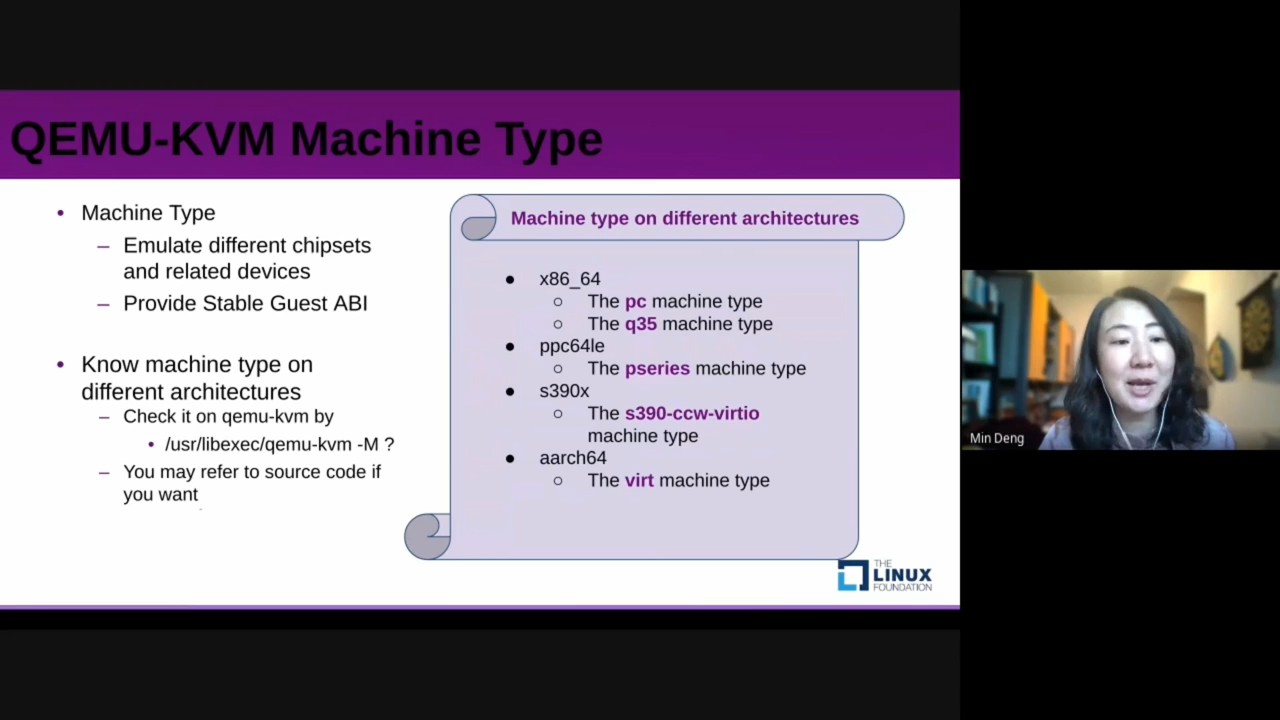 QEMU-KVM Machine Type
• Machine Type
– Emulate different chipsets
and related devices
– Provide Stable Guest ABI
• Know machine type on
different architectures
– Check it on qemu-kvm by
• /usr/libexec/qemu-kvm -M ?
– You may refer to source code if
you want
Machine type on different architectures
● x86_64
○ The pc machine type
○ The q35 machine type
● ppc64le
○ The pseries machine type
● s390x
○ The s390-ccw-virtio
machine type
● aarch64
○ The virt machine type
THE
LINUX
FOUNDATION
Min Deng